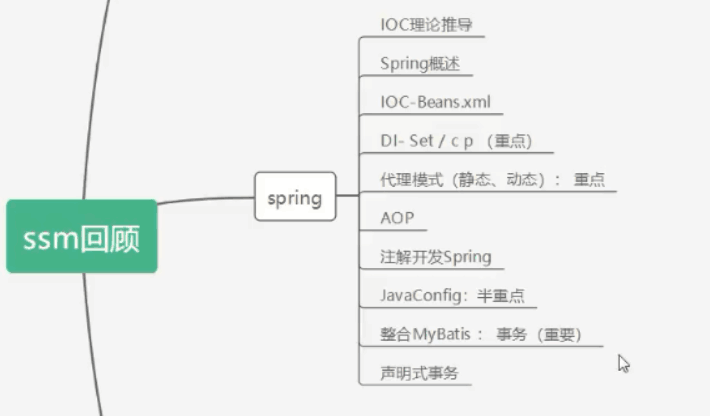 IOC理论推导
Spring概述
IOC-Beans.xml
DI- Set / c p （重点）
代理模式（静态、动态）： 重点
spring
AOP
ssm回顾
注解开发Spring
JavaConfig：半重点
整合MyBatis ： 事务（重要）
声明式事务